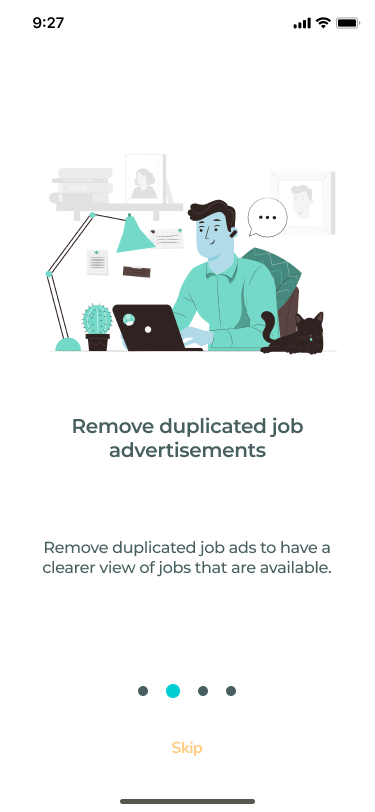 9:27
Remove duplicated job
advertisements
Remove duplicated job ads to have a
clearer view of jobs that are available.
Skip